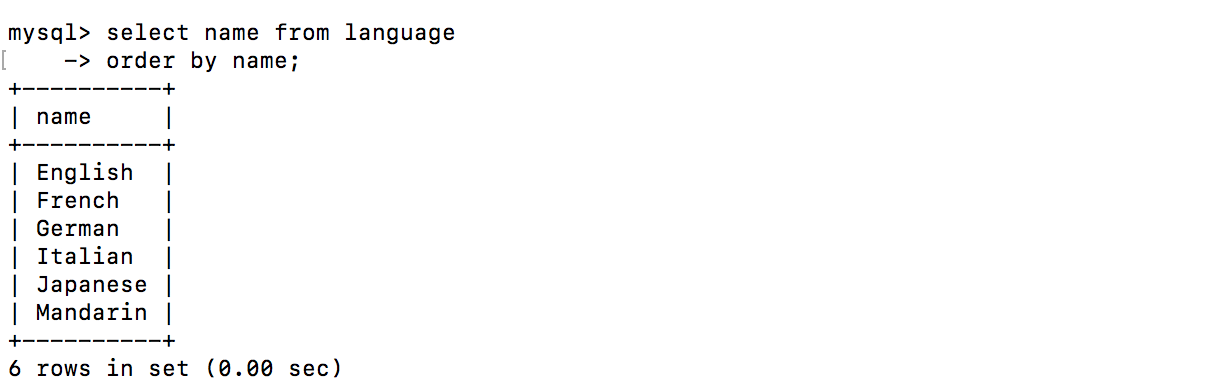 mysql> select name from language
[    -> order by name;
+----------+
| name     |
+----------+
| English  |
| French   |
| German   |
| Italian  |
| Japanese |
| Mandarin |
+----------+
6 rows in set (0.00 sec)